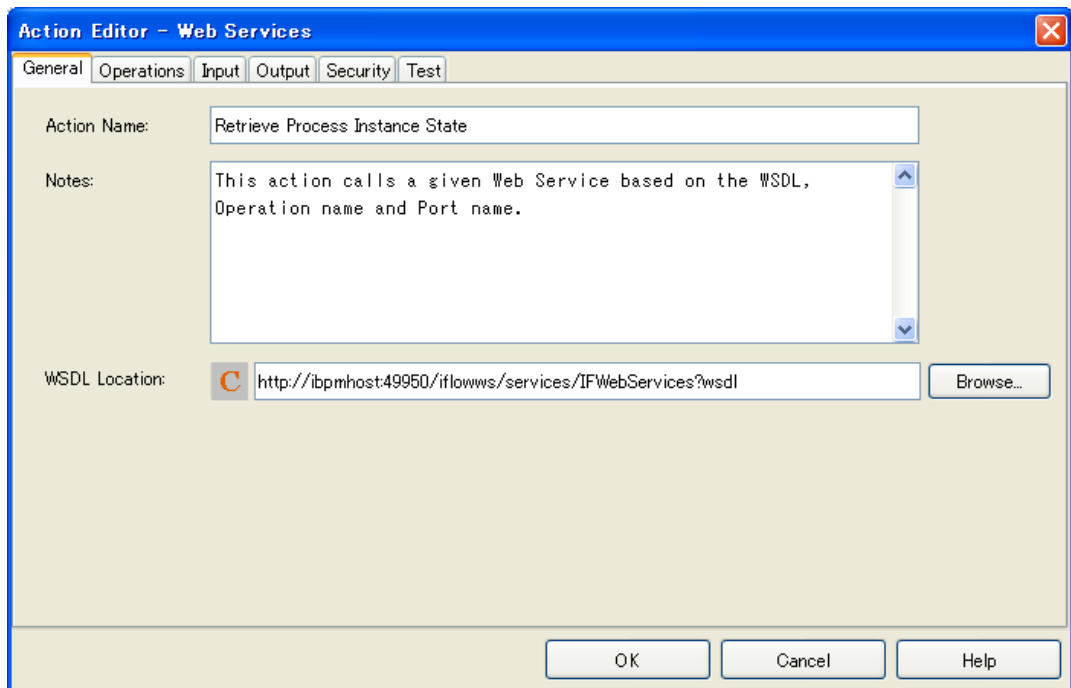 Action Editor - Web Services
General Operations Input Output Security Test
Action Name: Retrieve Process Instance State
Notes: This action calls a given Web Service based on the WSDL,
Operation name and Port name.
WSDL Location: C http://ibpmhost:49950/iflowws/services/IFWebServices?wsdl Browse...
OK Cancel Help